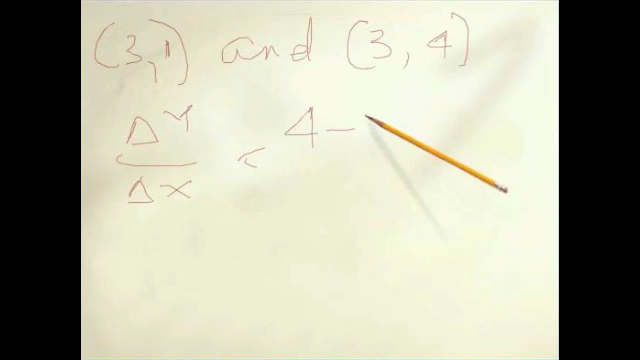 (3,1) and (3,4)
ΔY = 4 -
ΔX